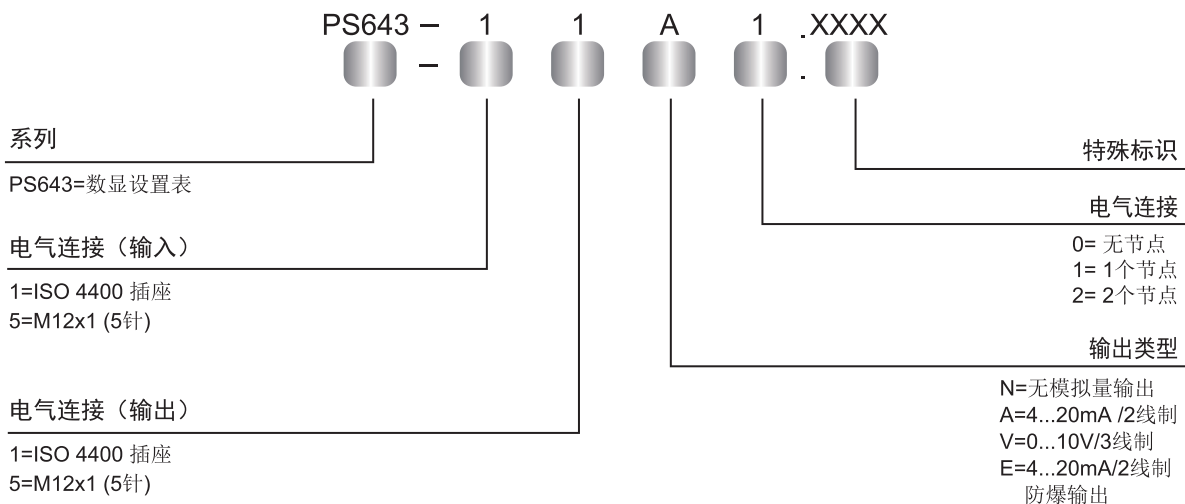 PS643 – 1 1 A 1 .XXXX
– .
系列
PS643=数显设置表
电气连接（输入）
1=ISO 4400 插座
5=M12x1 (5针)
电气连接（输出）
1=ISO 4400 插座
5=M12x1 (5针)
特殊标识
电气连接
0= 无节点
1= 1个节点
2= 2个节点
输出类型
N=无模拟量输出
A=4...20mA /2线制
V=0...10V/3线制
E=4...20mA/2线制
防爆输出